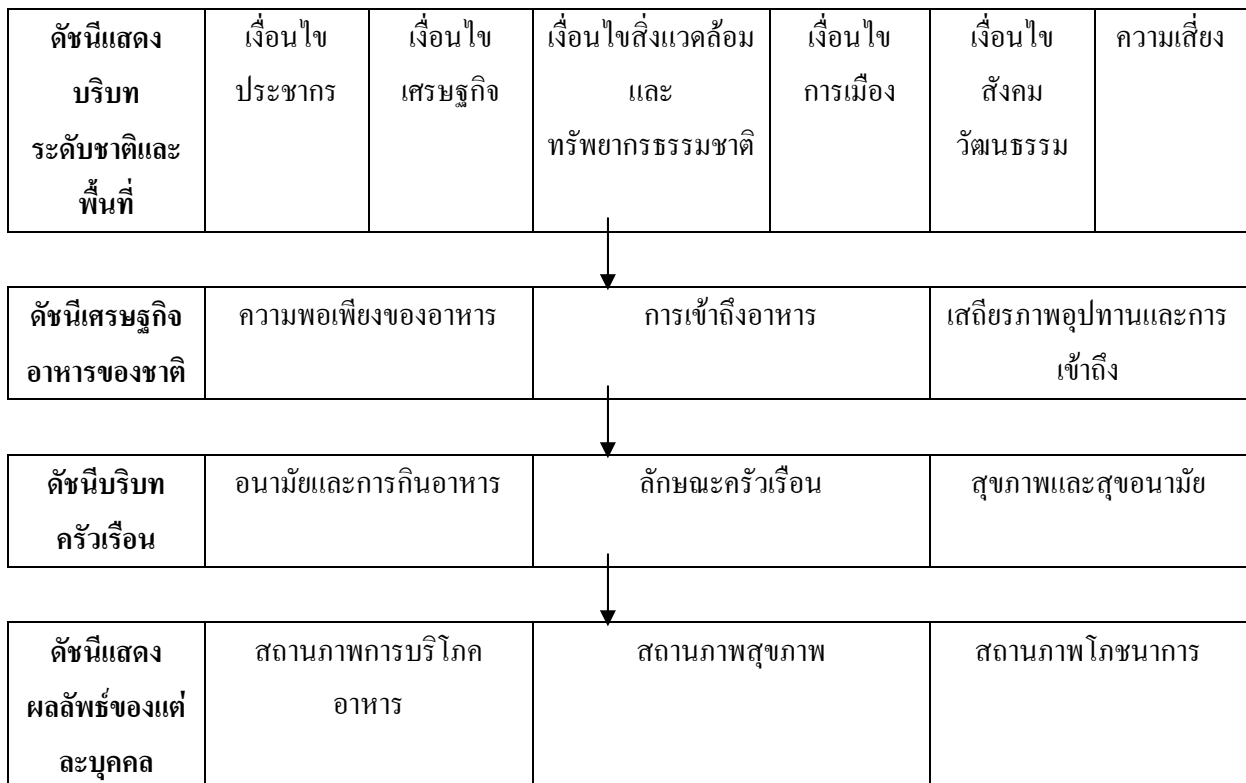 ดัชนีแสดง
บริบท
ระดับชาติและ
พื้นที่
เงื่อนไข
ประชากร
เงื่อนไข
เศรษฐกิจ
เงื่อนไขสิ่งแวดล้อม
และ
ทรัพยากรธรรมชาติ
เงื่อนไข
การเมือง
เงื่อนไข
สังคม
วัฒนธรรม
ความเสี่ยง
ดัชนีเศรษฐกิจ
อาหารของชาติ
ความพอเพียงของอาหาร
การเข้าถึงอาหาร
เสถียรภาพอุปทานและการ
เข้าถึง
ดัชนีบริบท
ครัวเรือน
อนามัยและการกินอาหาร
ลักษณะครัวเรือน
สุขภาพและสุขอนามัย
ดัชนีแสดง
ผลลัพธ์ของแต่
ละบุคคล
สถานภาพการบริโภค
อาหาร
สถานภาพสุขภาพ
สถานภาพโภชนาการ